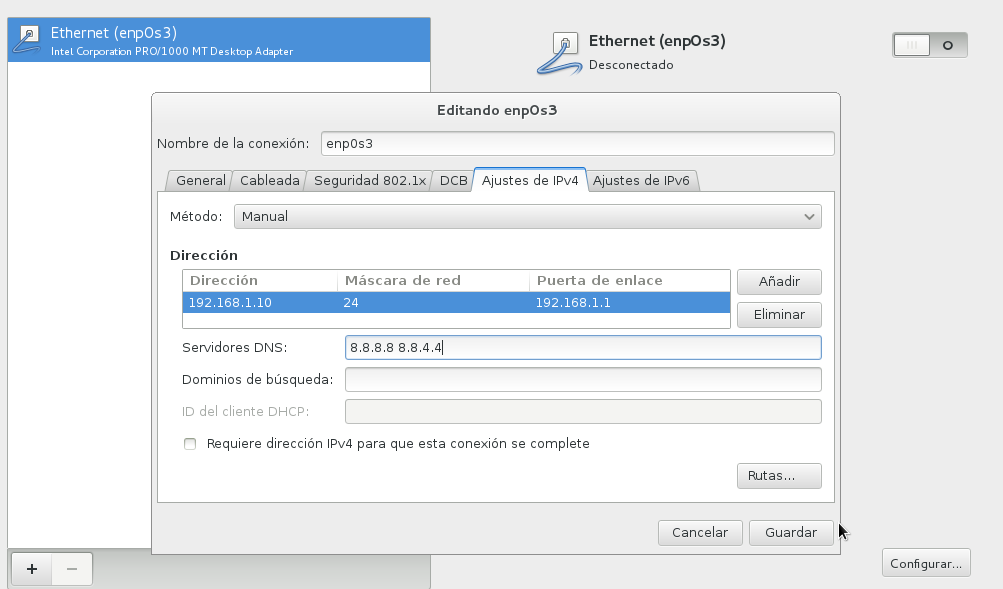 Ethernet (enp0s3)
Intel Corporation PRO/1000 MT Desktop Adapter
Ethernet (enp0s3)
Desconectado
Editando enp0s3
Nombre de la conexión: enp0s3
General Cableada Seguridad 802.1x DCB Ajustes de IPv4 Ajustes de IPv6
Método: Manual
Dirección
Dirección Máscara de red Puerta de enlace Añadir
192.168.1.10 24 192.168.1.1
Eliminar
Servidores DNS: 8.8.8.8 8.8.4.4
Dominios de búsqueda:
ID del cliente DHCP:
Requiere dirección IPv4 para que esta conexión se complete
Rutas...
Cancelar Guardar
Configurar...